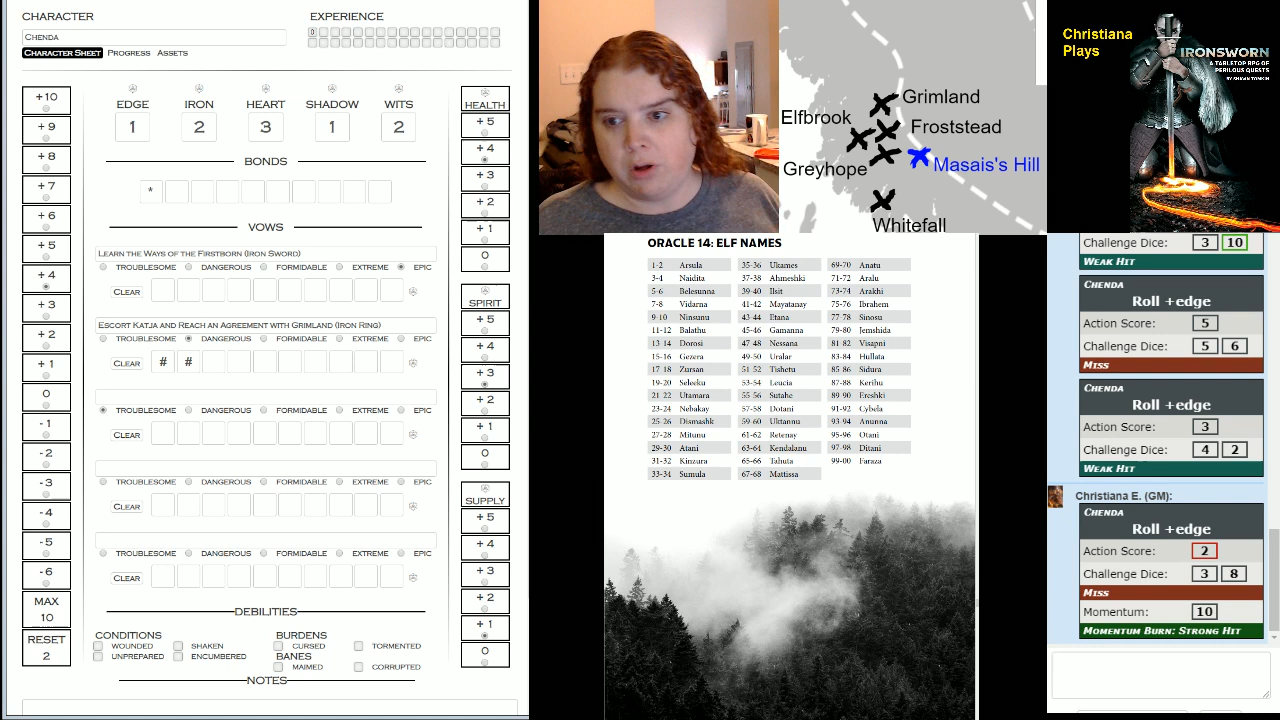 CHARACTER
Chenda
Character Sheet Progress Assets
EXPERIENCE
0
+10
+9
+8
+7
+6
+5
+4
+3
+2
+1
0
-1
-2
-3
-4
-5
-6
MAX
10
RESET
2
EDGE IRON HEART SHADOW WITS
1 2 3 1 2
BONDS
*
VOWS
Learn the Ways of the Firstborn (Iron Sword)
TROUBLESOME DANGEROUS FORMIDABLE EXTREME EPIC
CLEAR
Escort Katja and Reach an Agreement with Grimland (Iron Ring)
TROUBLESOME DANGEROUS FORMIDABLE EXTREME EPIC
CLEAR # #
TROUBLESOME DANGEROUS FORMIDABLE EXTREME EPIC
CLEAR
TROUBLESOME DANGEROUS FORMIDABLE EXTREME EPIC
CLEAR
TROUBLESOME DANGEROUS FORMIDABLE EXTREME EPIC
CLEAR
DEBILITIES
CONDITIONS
WOUNDED SHAKEN
UNPREPARED ENCUMBERED
BURDENS
CURSED TORMENTED
BANES
MAIMED CORRUPTED
NOTES
HEALTH
+5
+4
+3
+2
+1
0
SPIRIT
+5
+4
+3
+2
+1
0
SUPPLY
+5
+4
+3
+2
+1
0
Grimland
Elfbrook
Froststead
Greyhope
Masais's Hill
Whitefall
Christiana
Plays
IRONSWORN
A TABLETOP RPG OF
PERILOUS QUESTS
BY SHAWN TOMKIN
ORACLE 14: ELF NAMES
1-2 Arsula
3-4 Naidita
5-6 Belesunna
7-8 Vidarna
9-10 Ninsunu
11-12 Balathu
13-14 Dorosi
15-16 Gezera
17-18 Zursan
19-20 Seleeku
21-22 Utamara
23-24 Nebakay
25-26 Dismashk
27-28 Mitunu
29-30 Atani
31-32 Kinzura
33-34 Sumula
35-36 Ukames
37-38 Ahmeshki
39-40 Ilsit
41-42 Mayatanay
43-44 Etana
45-46 Gamanna
47-48 Nessana
49-50 Uralar
51-52 Tishetu
53-54 Leucia
55-56 Sutahe
57-58 Dotani
59-60 Uktannu
61-62 Retenay
63-64 Kendalanu
65-66 Tahuta
67-68 Mattissa
69-70 Anatu
71-72 Aralu
73-74 Arakhi
75-76 Ibrahem
77-78 Sinosu
79-80 Jemshida
81-82 Visapni
83-84 Hullata
85-86 Sidura
87-88 Kerihu
89-90 Ereshki
91-92 Cybela
93-94 Anunna
95-96 Otani
97-98 Ditani
99-00 Faraza
Challenge Dice: 3 10
Weak Hit
Chenda
Roll +edge
Action Score: 5
Challenge Dice: 5 6
Miss
Chenda
Roll +edge
Action Score: 3
Challenge Dice: 4 2
Weak Hit
Christiana E. (GM):
Chenda
Roll +edge
Action Score: 2
Challenge Dice: 3 8
Miss
Momentum: 10
Momentum Burn: Strong Hit